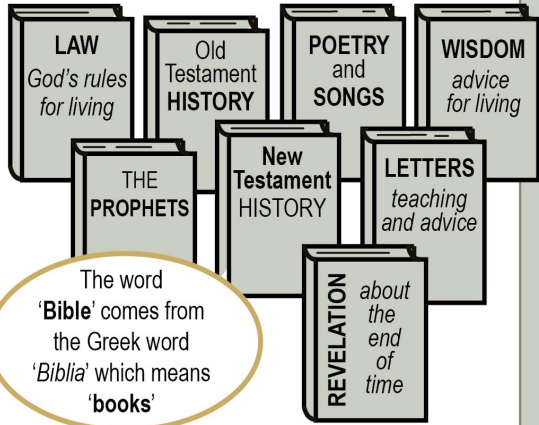 LAW
God's rules
for living
Old
Testament
HISTORY
POETRY
and
SONGS
WISDOM
advice
for living
THE
PROPHETS
New
Testament
HISTORY
LETTERS
teaching
and advice
REVELATION
about
the
end
of
time
The word
‘Bible’ comes from
the Greek word
‘Biblia’ which means
‘books’